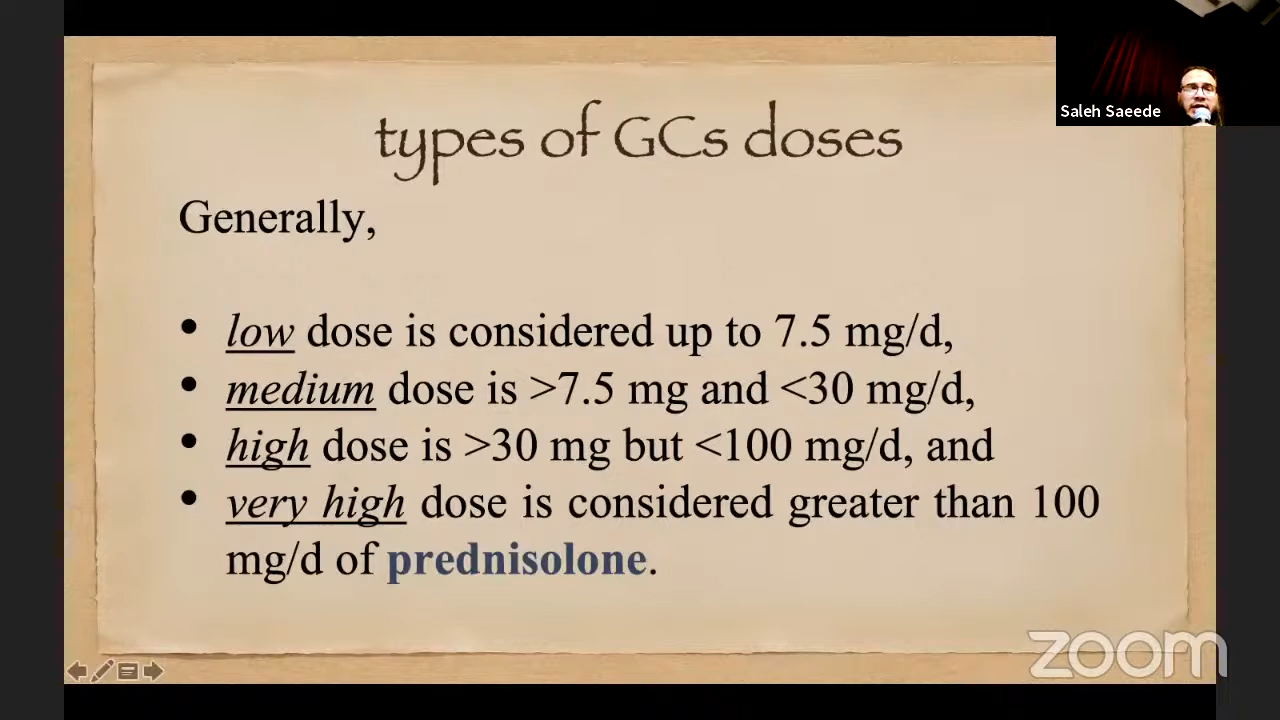 Saleh Saeede
types of GCs doses
Generally,
• low dose is considered up to 7.5 mg/d,
• medium dose is >7.5 mg and <30 mg/d,
• high dose is >30 mg but <100 mg/d, and
• very high dose is considered greater than 100
mg/d of prednisolone.
zoom